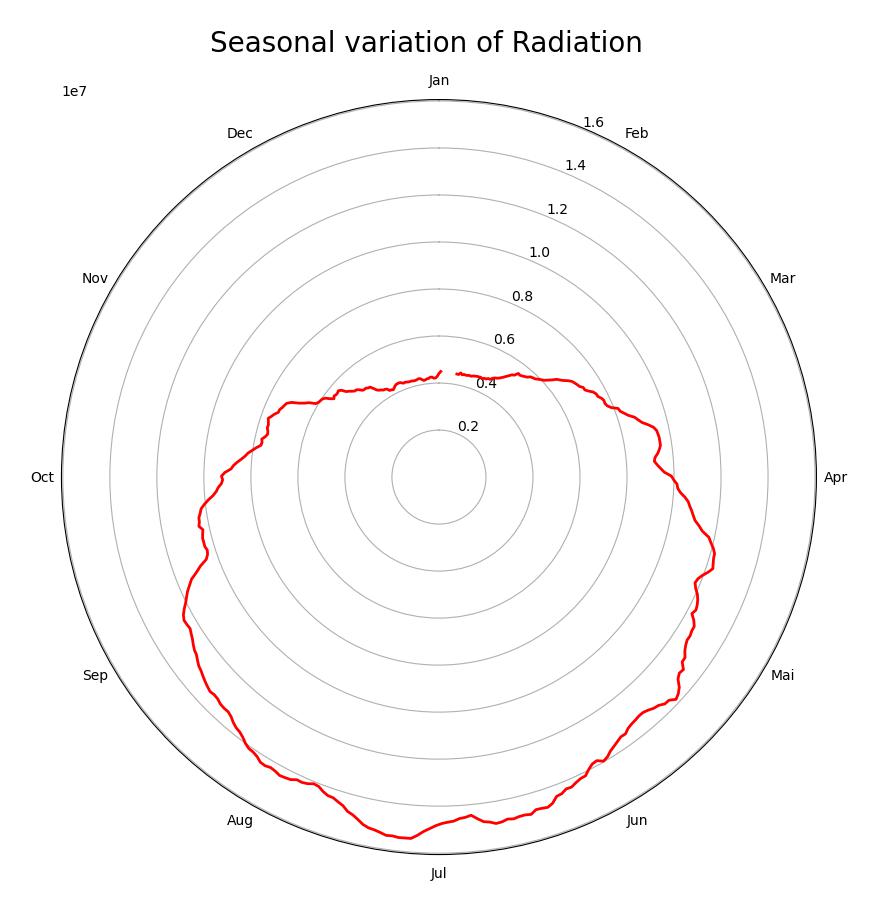 Seasonal variation of Radiation
Jan
1e7
1.6
Dec
Feb
1.4
1.2
1.0
Nov
Mar
0.8
0.6
0.4
0.2
Oct
Apr
Sep
Mai
Aug
Jun
Jul